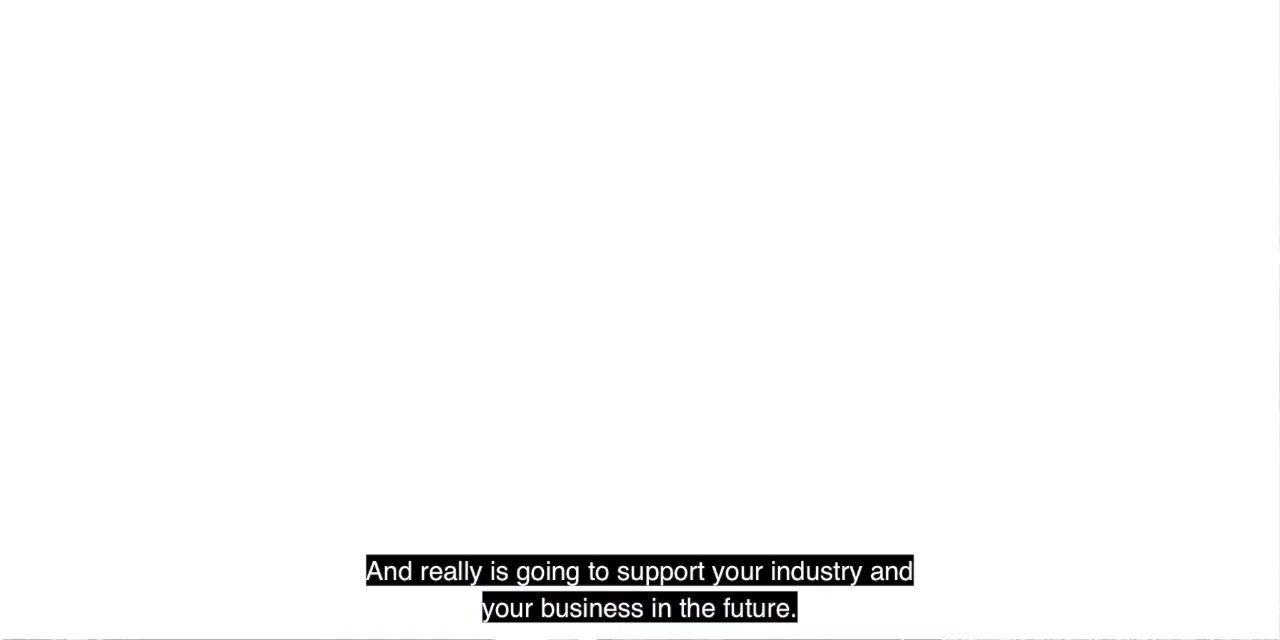 And really is going to support your industry and
your business in the future.